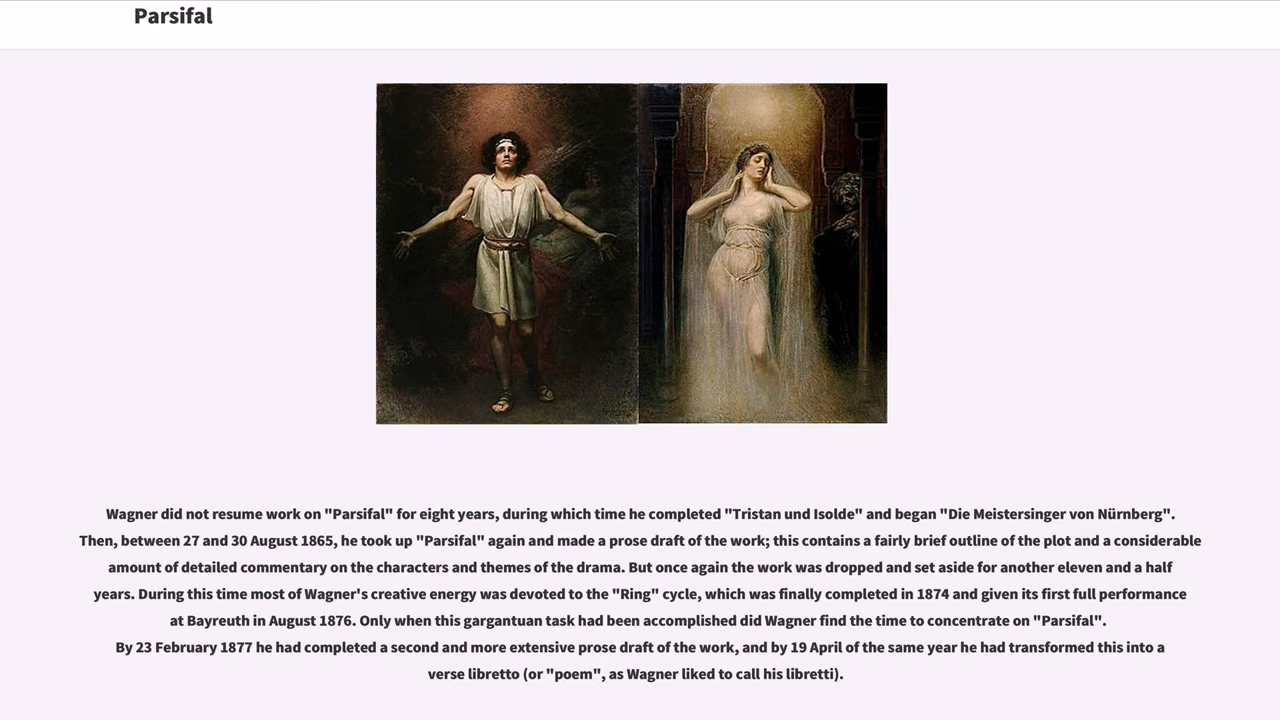 Parsifal
Wagner did not resume work on "Parsifal" for eight years, during which time he completed "Tristan und Isolde" and began "Die Meistersinger von Nürnberg".
Then, between 27 and 30 August 1865, he took up "Parsifal" again and made a prose draft of the work; this contains a fairly brief outline of the plot and a considerable
amount of detailed commentary on the characters and themes of the drama. But once again the work was dropped and set aside for another eleven and a half
years. During this time most of Wagner's creative energy was devoted to the "Ring" cycle, which was finally completed in 1874 and given its first full performance
at Bayreuth in August 1876. Only when this gargantuan task had been accomplished did Wagner find the time to concentrate on "Parsifal".
By 23 February 1877 he had completed a second and more extensive prose draft of the work, and by 19 April of the same year he had transformed this into a
verse libretto (or "poem", as Wagner liked to call his libretti).